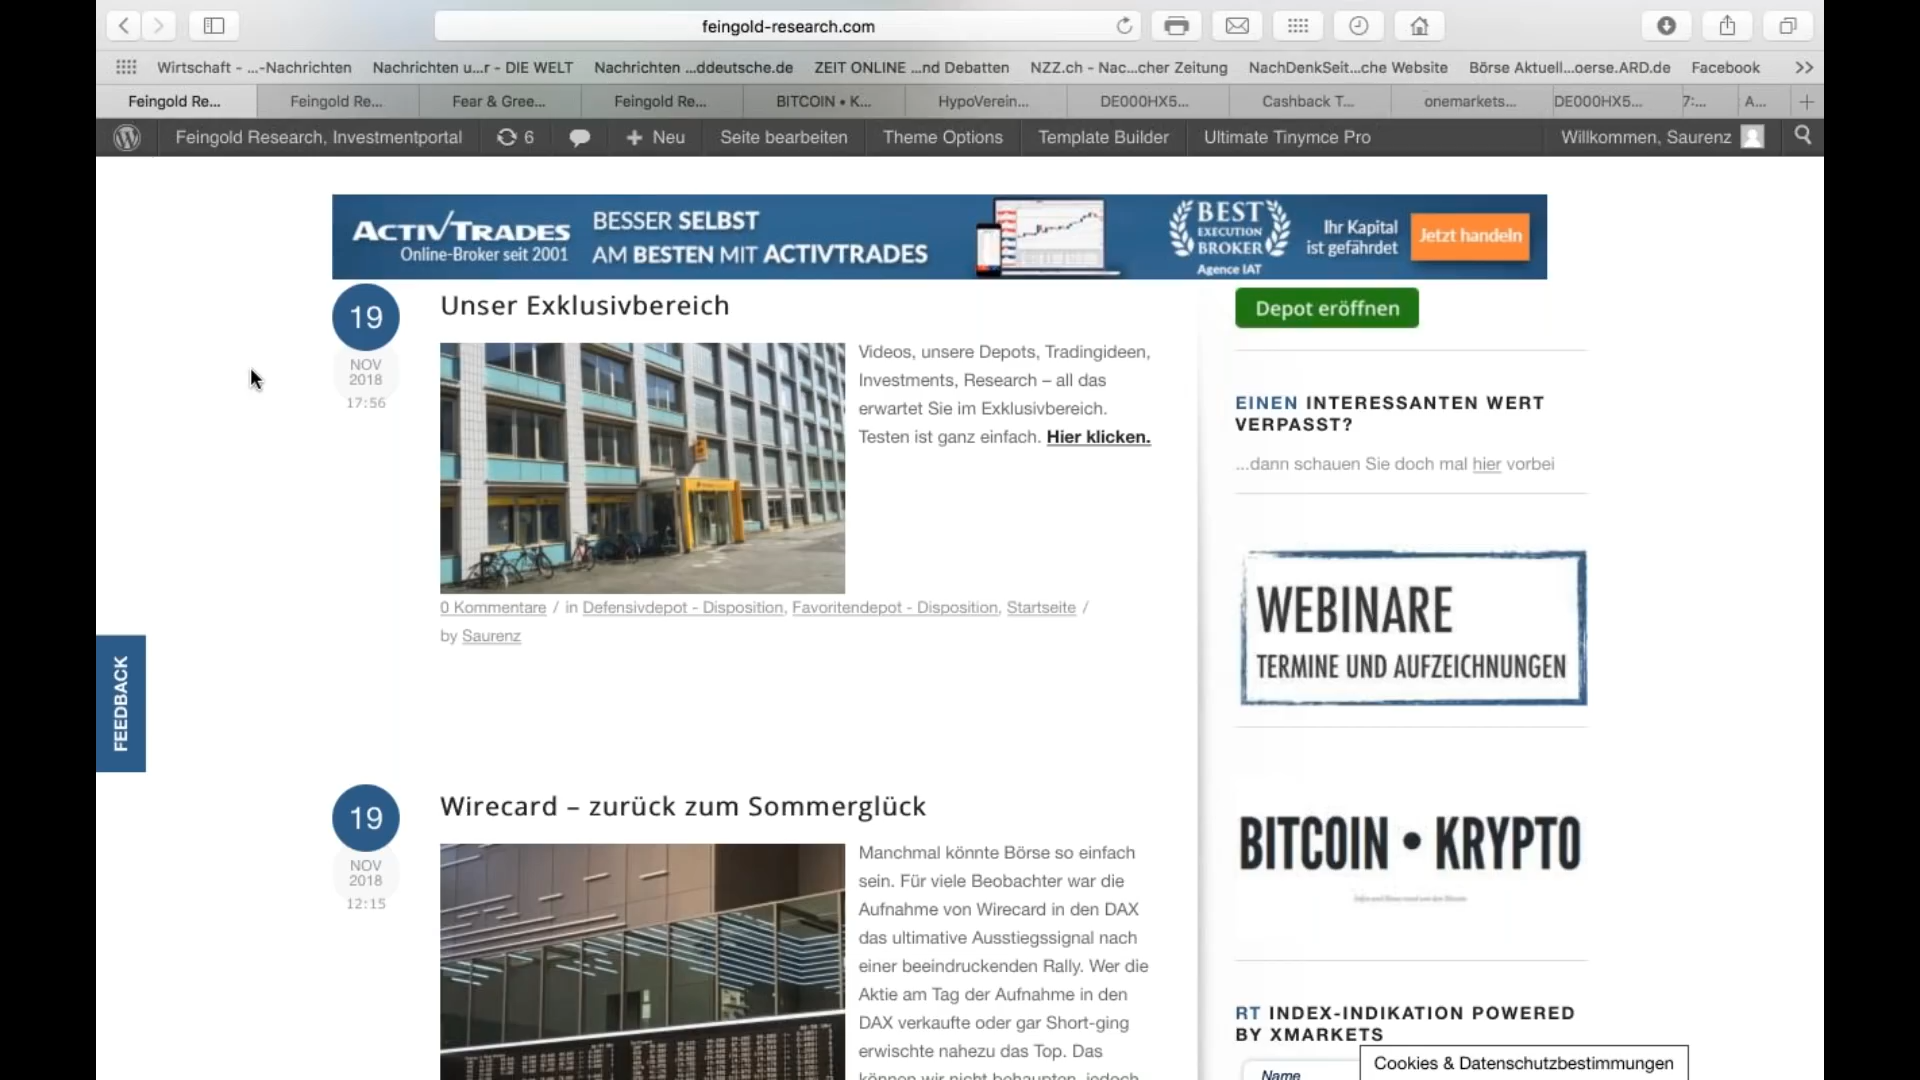 feingold-research.com
Wirtschaft - ...-Nachrichten Nachrichten u...r - DIE WELT Nachrichten ...ddeutsche.de ZEIT ONLINE ...nd Debatten NZZ.ch - Nac...cher Zeitung NachDenkSeit...che Website Börse Aktuell...oerse.ARD.de Facebook
Feingold Re... Feingold Re... Fear & Gree... Feingold Re... BITCOIN • K... HypoVerein... DE000HX5... Cashback T... onemarkets... DE000HX5... 7:... A...
Feingold Research, Investmentportal 6 + Neu Seite bearbeiten Theme Options Template Builder Ultimate Tinymce Pro Willkommen, Saurenz
ACTIVTRADES
Online-Broker seit 2001
BESSER SELBST
AM BESTEN MIT ACTIVTRADES
BEST
EXECUTION
BROKER
Agence IAT
Ihr Kapital
ist gefährdet
Jetzt handeln
19
NOV
2018
17:56
Unser Exklusivbereich
Videos, unsere Depots, Tradingideen,
Investments, Research – all das
erwartet Sie im Exklusivbereich.
Testen ist ganz einfach. Hier klicken.
0 Kommentare / in Defensivdepot - Disposition, Favoritendepot - Disposition, Startseite /
by Saurenz
FEEDBACK
19
NOV
2018
12:15
Wirecard – zurück zum Sommerglück
Manchmal könnte Börse so einfach
sein. Für viele Beobachter war die
Aufnahme von Wirecard in den DAX
das ultimative Ausstiegssignal nach
einer beeindruckenden Rally. Wer die
Aktie am Tag der Aufnahme in den
DAX verkaufte oder gar Short-ging
erwischte nahezu das Top. Das
können wir nicht behaupten, jedoch
Depot eröffnen
EINEN INTERESSANTEN WERT
VERPASST?
...dann schauen Sie doch mal hier vorbei
WEBINARE
TERMINE UND AUFZEICHNUNGEN
BITCOIN • KRYPTO
RT INDEX-INDIKATION POWERED
BY XMARKETS
Name
Cookies & Datenschutzbestimmungen